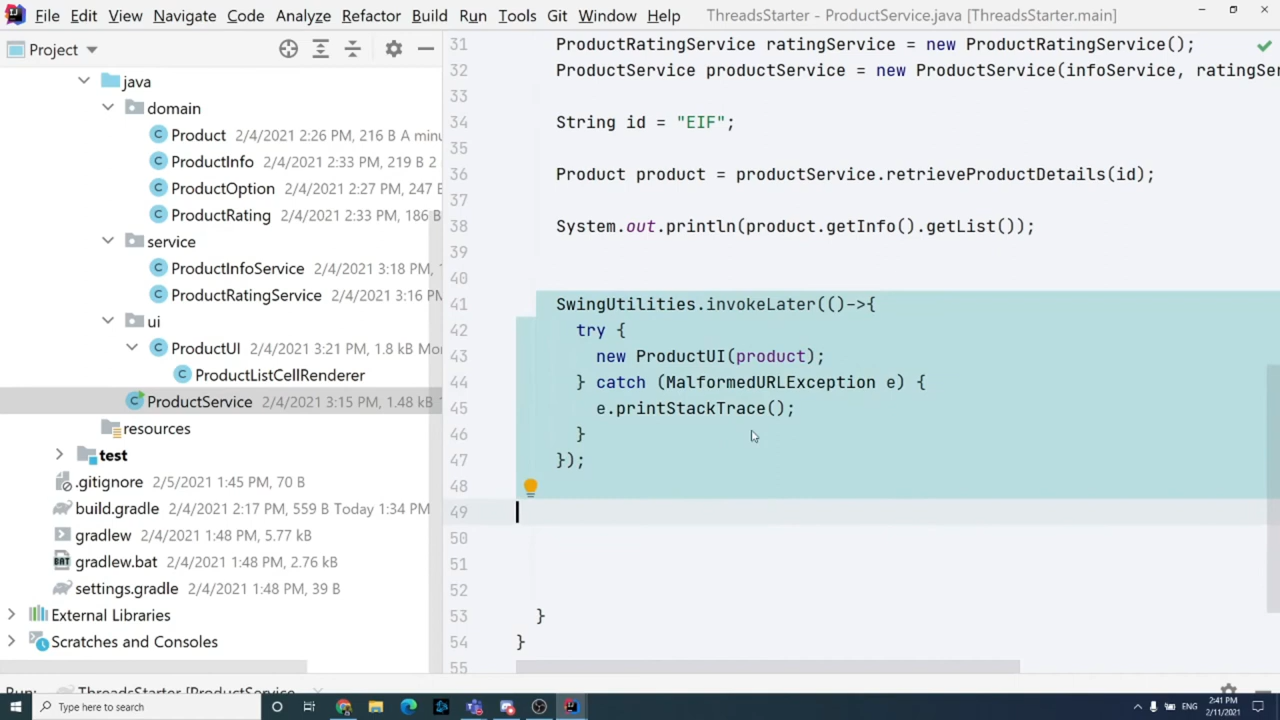 File Edit View Navigate Code Analyze Refactor Build Run Tools Git Window Help ThreadsStarter - ProductService.java [ThreadsStarter.main]
Project
java
domain
Product 2/4/2021 2:26 PM, 216 B A minu
ProductInfo 2/4/2021 2:33 PM, 219 B 2
ProductOption 2/4/2021 2:27 PM, 247
ProductRating 2/4/2021 2:33 PM, 186 B
service
ProductInfoService 2/4/2021 3:18 PM,
ProductRatingService 2/4/2021 3:16 PM
ui
ProductUI 2/4/2021 3:21 PM, 1.8 kB Mo
ProductListCellRenderer
ProductService 2/4/2021 3:15 PM, 1.48 kB
resources
test
.gitignore 2/5/2021 1:45 PM, 70 B
build.gradle 2/4/2021 2:17 PM, 559 B Today 1:34 PM
gradlew 2/4/2021 1:48 PM, 5.77 kB
gradlew.bat 2/4/2021 1:48 PM, 2.76 kB
settings.gradle 2/4/2021 1:48 PM, 39 B
External Libraries
Scratches and Consoles
31 ProductRatingService ratingService = new ProductRatingService();
32 ProductService productService = new ProductService(infoService, ratingSer
33
34 String id = "EIF";
35
36 Product product = productService.retrieveProductDetails(id);
37
38 System.out.println(product.getInfo().getList());
39
40
41 SwingUtilities.invokeLater(()->{
42 try {
43 new ProductUI(product);
44 } catch (MalformedURLException e) {
45 e.printStackTrace();
46 }
47 });
48
49
50
51
52
53 }
54 }
55
Run: ThreadsStarter [ProductService
Type here to search
ENG
2:41 PM
2/11/2021